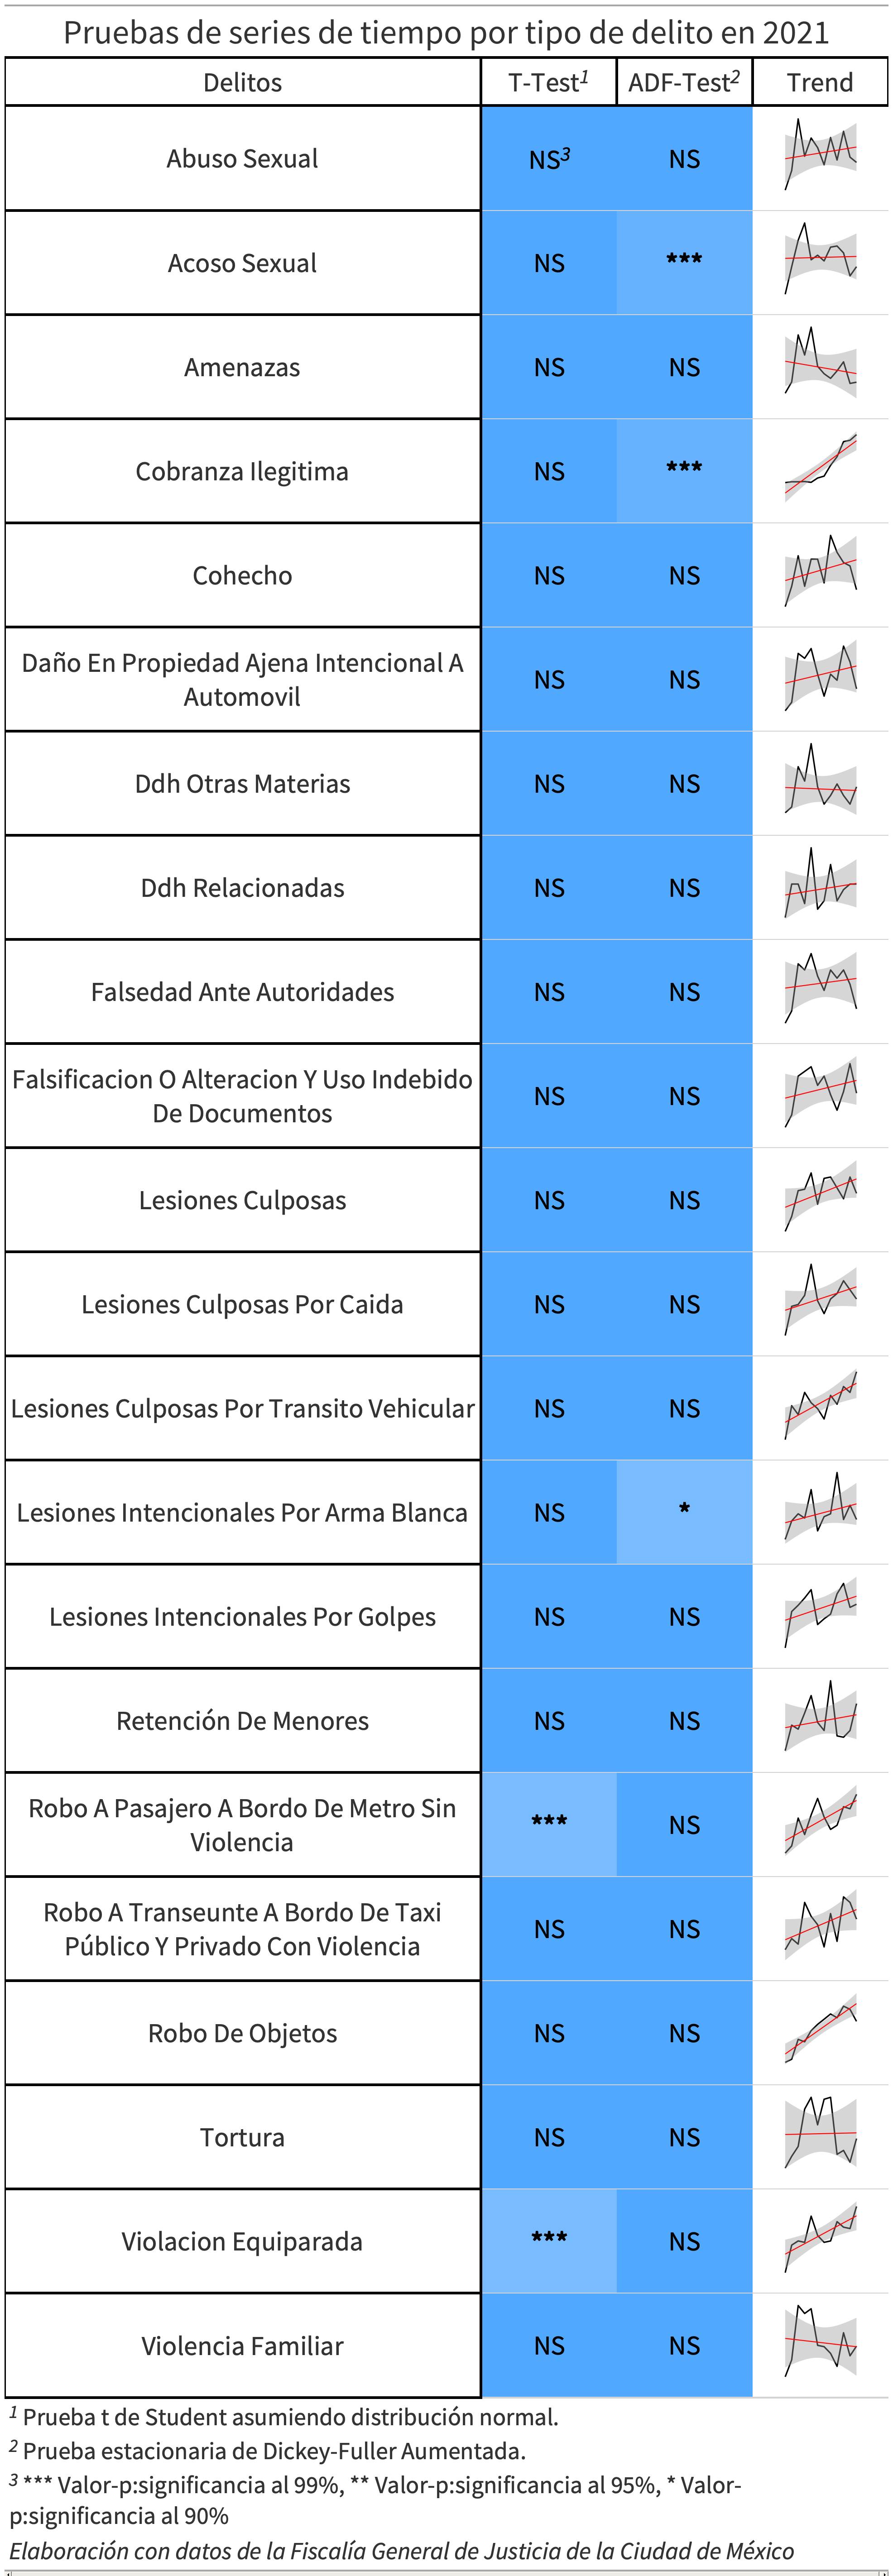 Pruebas de series de tiempo por tipo de delito en 2021
Delitos T-Test1 ADF-Test2 Trend
Abuso Sexual NS3 NS
Acoso Sexual NS ***
Amenazas NS NS
Cobranza Ilegitima NS ***
Cohecho NS NS
Daño En Propiedad Ajena Intencional A
Automovil NS NS
Ddh Otras Materias NS NS
Ddh Relacionadas NS NS
Falsedad Ante Autoridades NS NS
Falsificacion O Alteracion Y Uso Indebido
De Documentos NS NS
Lesiones Culposas NS NS
Lesiones Culposas Por Caida NS NS
Lesiones Culposas Por Transito Vehicular NS NS
Lesiones Intencionales Por Arma Blanca NS *
Lesiones Intencionales Por Golpes NS NS
Retención De Menores NS NS
Robo A Pasajero A Bordo De Metro Sin
Violencia *** NS
Robo A Transeunte A Bordo De Taxi
Público Y Privado Con Violencia NS NS
Robo De Objetos NS NS
Tortura NS NS
Violacion Equiparada *** NS
Violencia Familiar NS NS
1 Prueba t de Student asumiendo distribución normal.
2 Prueba estacionaria de Dickey-Fuller Aumentada.
3 *** Valor-p:significancia al 99%, ** Valor-p:significancia al 95%, * Valor-
p:significancia al 90%
Elaboración con datos de la Fiscalía General de Justicia de la Ciudad de México